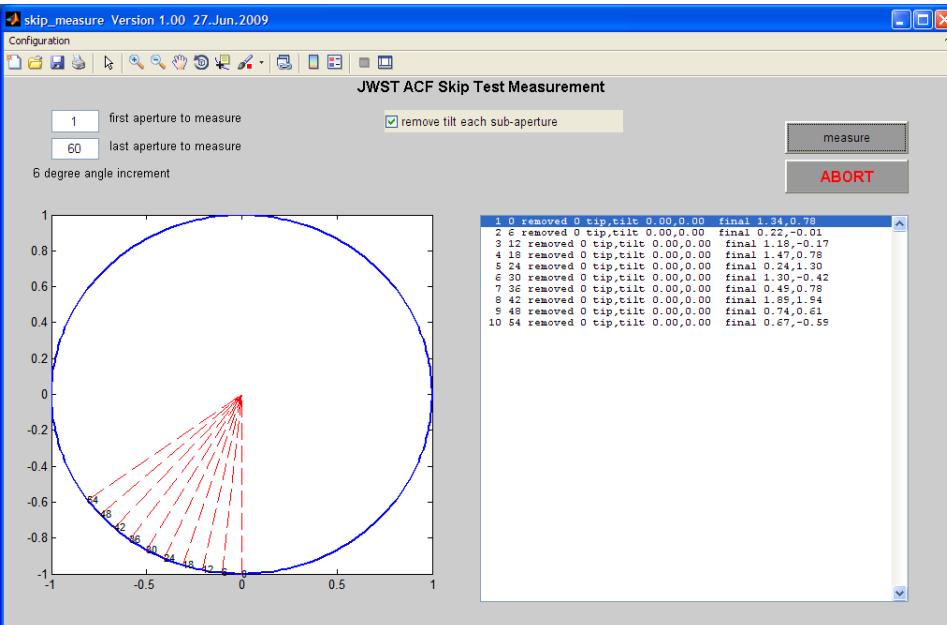 skip_measure Version 1.00 27.Jun.2009
Configuration
JWST ACF Skip Test Measurement
1 first aperture to measure
remove tilt each sub-aperture
measure
60 last aperture to measure
6 degree angle increment
ABORT
1
0.8
0.6
0.4
0.2
0
-0.2
-0.4
-0.6
-0.8
-1
-1 -0.5 0 0.5 1
54
48
42
36
30
24
18
12
6
0
1 0 removed 0 tip,tilt 0.00,0.00 final 1.34,0.78
2 6 removed 0 tip,tilt 0.00,0.00 final 0.22,-0.01
3 12 removed 0 tip,tilt 0.00,0.00 final 1.18,-0.17
4 18 removed 0 tip,tilt 0.00,0.00 final 1.47,0.78
5 24 removed 0 tip,tilt 0.00,0.00 final 0.24,1.30
6 30 removed 0 tip,tilt 0.00,0.00 final 1.30,-0.42
7 36 removed 0 tip,tilt 0.00,0.00 final 0.49,0.78
8 42 removed 0 tip,tilt 0.00,0.00 final 1.89,1.94
9 48 removed 0 tip,tilt 0.00,0.00 final 0.74,0.61
10 54 removed 0 tip,tilt 0.00,0.00 final 0.67,-0.59